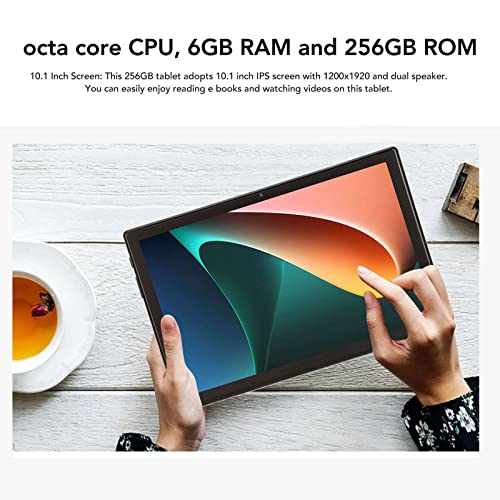 octa core CPU, 6GB RAM and 256GB ROM
10.1 Inch Screen: This 256GB tablet adopts 10.1 inch IPS screen with 1200x1920 and dual speaker.
You can easily enjoy reading e books and watching videos on this tablet.